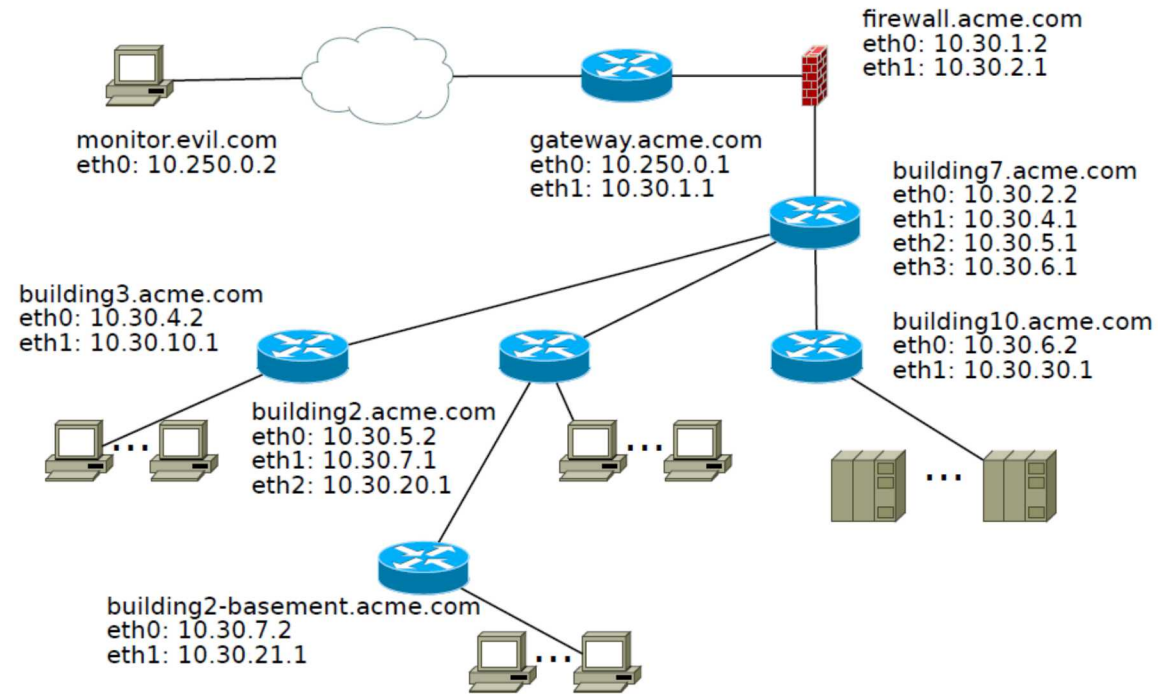 firewall.acme.com
eth0: 10.30.1.2
eth1: 10.30.2.1
monitor.evil.com
eth0: 10.250.0.2
gateway.acme.com
eth0: 10.250.0.1
eth1: 10.30.1.1
building7.acme.com
eth0: 10.30.2.2
eth1: 10.30.4.1
eth2: 10.30.5.1
eth3: 10.30.6.1
building3.acme.com
eth0: 10.30.4.2
eth1: 10.30.10.1
building10.acme.com
eth0: 10.30.6.2
eth1: 10.30.30.1
building2.acme.com
eth0: 10.30.5.2
eth1: 10.30.7.1
eth2: 10.30.20.1
...
...
...
building2-basement.acme.com
eth0: 10.30.7.2
eth1: 10.30.21.1
...